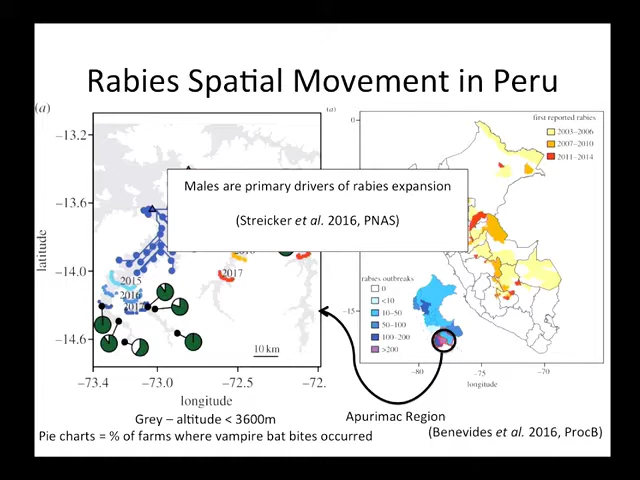 Rabies Spatial Movement in Peru
(a)
−13.2
−13.6
−14.0
−14.6
latitude
2015
2016
2017
10 km
−73.4
−73.0
−72.5
−72.
longitude
Males are primary drivers of rabies expansion
(Streicker et al. 2016, PNAS)
0
−15
first reported rabies
2003–2006
2007–2010
2011–2014
rabies outbreaks
0
<10
10–50
50–100
100–200
>200
−80
−75
−70
longitude
Grey – altitude < 3600m
Pie charts = % of farms where vampire bat bites occurred
Apurimac Region
(Benevides et al. 2016, ProcB)